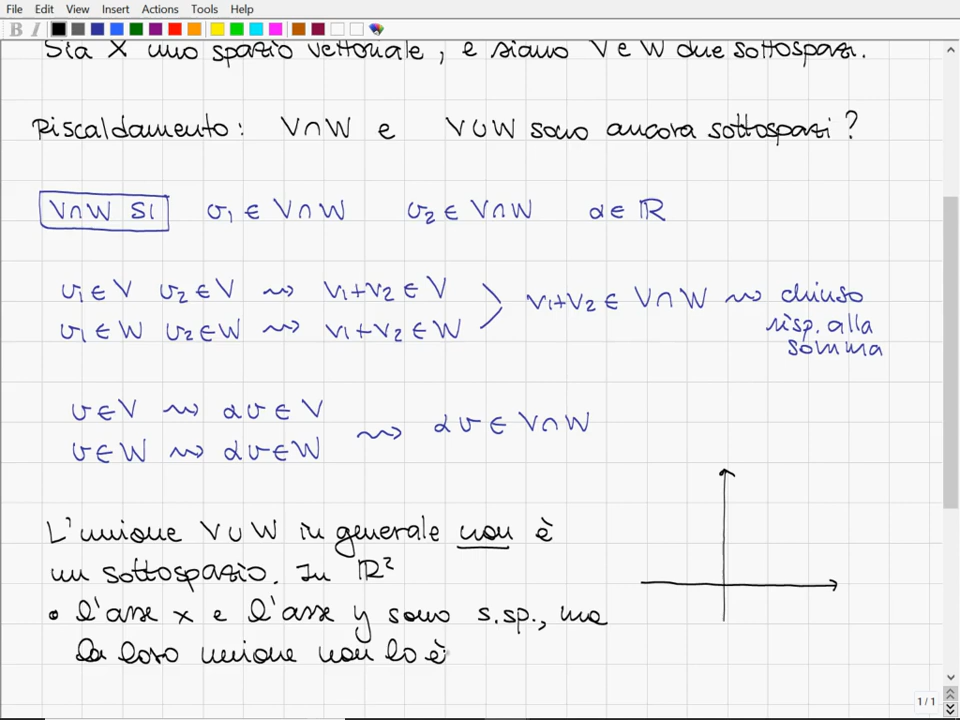 File Edit View Insert Actions Tools Help
B I
Sia X uno spazio vettoriale, e siano V e W due sottospazi.
Riscaldamento: V∩W e V∪W sono ancora sottospazi?
V∩W SI v₁ ∈ V∩W v₂ ∈ V∩W α ∈ ℝ
v₁ ∈ V v₂ ∈ V ⇝ v₁+v₂ ∈ V
v₁ ∈ W v₂ ∈ W ⇝ v₁+v₂ ∈ W
v₁+v₂ ∈ V∩W ⇝ chiuso
risp. alla
somma
v ∈ V ⇝ αv ∈ V
v ∈ W ⇝ αv ∈ W
⇝ αv ∈ V∩W
L'unione V∪W in generale non è
un sottospazio. In ℝ²
• l'asse x e l'asse y sono s.sp., ma
la loro unione non lo è
1/1